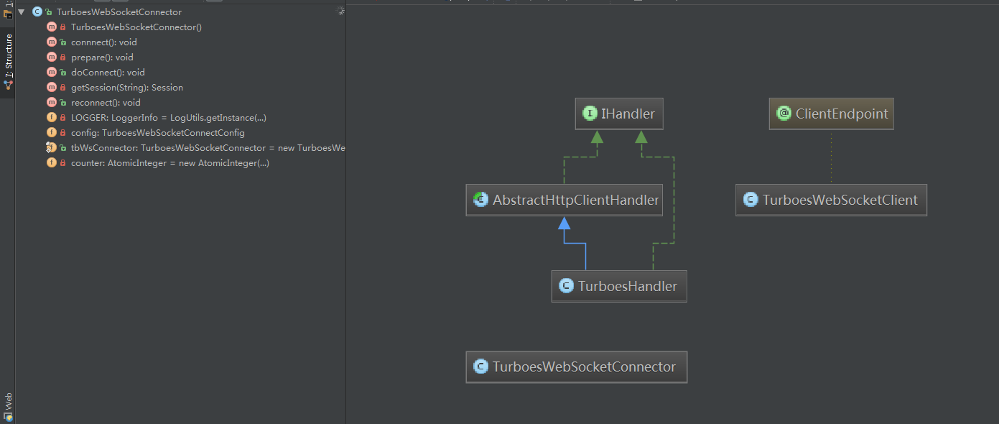 TurboesWebSocketConnector
TurboesWebSocketConnector()
connnect(): void
prepare(): void
doConnect(): void
getSession(String): Session
reconnect(): void
LOGGER: LoggerInfo = LogUtils.getInstance(...)
config: TurboesWebSocketConnectConfig
tbWsConnector: TurboesWebSocketConnector = new TurboesWe
counter: AtomicInteger = new AtomicInteger(...)
7: Structure
Web
IHandler
ClientEndpoint
AbstractHttpClientHandler
TurboesWebSocketClient
TurboesHandler
TurboesWebSocketConnector